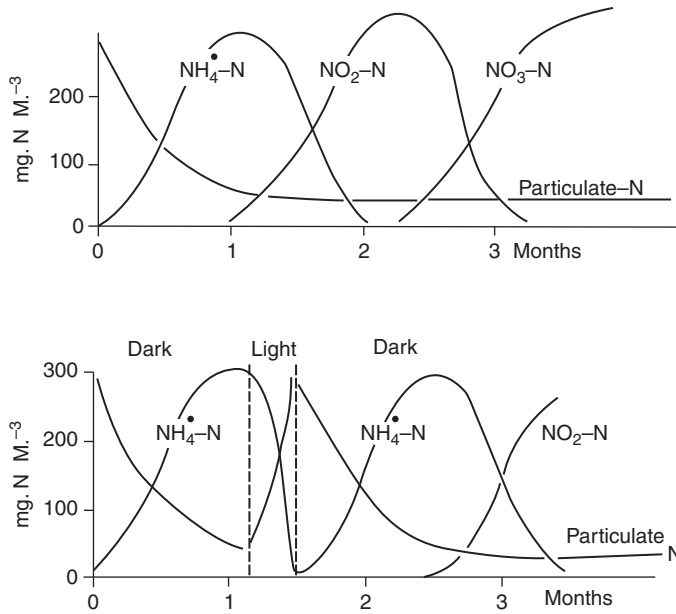 mg. N M.⁻³
200
100
0
NH₄–N
NO₂–N
NO₃–N
Particulate–N
0
1
2
3
Months
Dark
Light
Dark
mg. N M.⁻³
300
200
100
0
NH₄–N
NH₄–N
NO₂–N
Particulate
N
0
1
2
3
Months